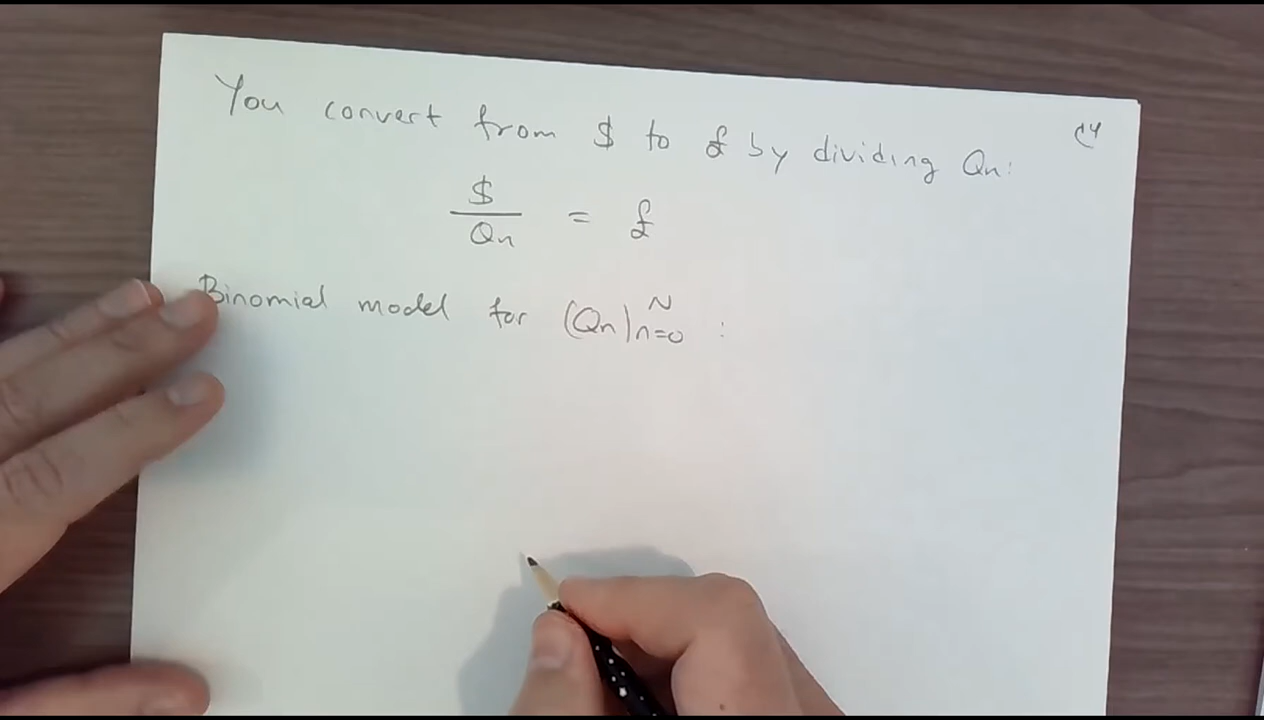 You convert from $ to £ by dividing Qn:
$ / Qn = £
Binomial model for (Qn)_{n=0}^{N} :